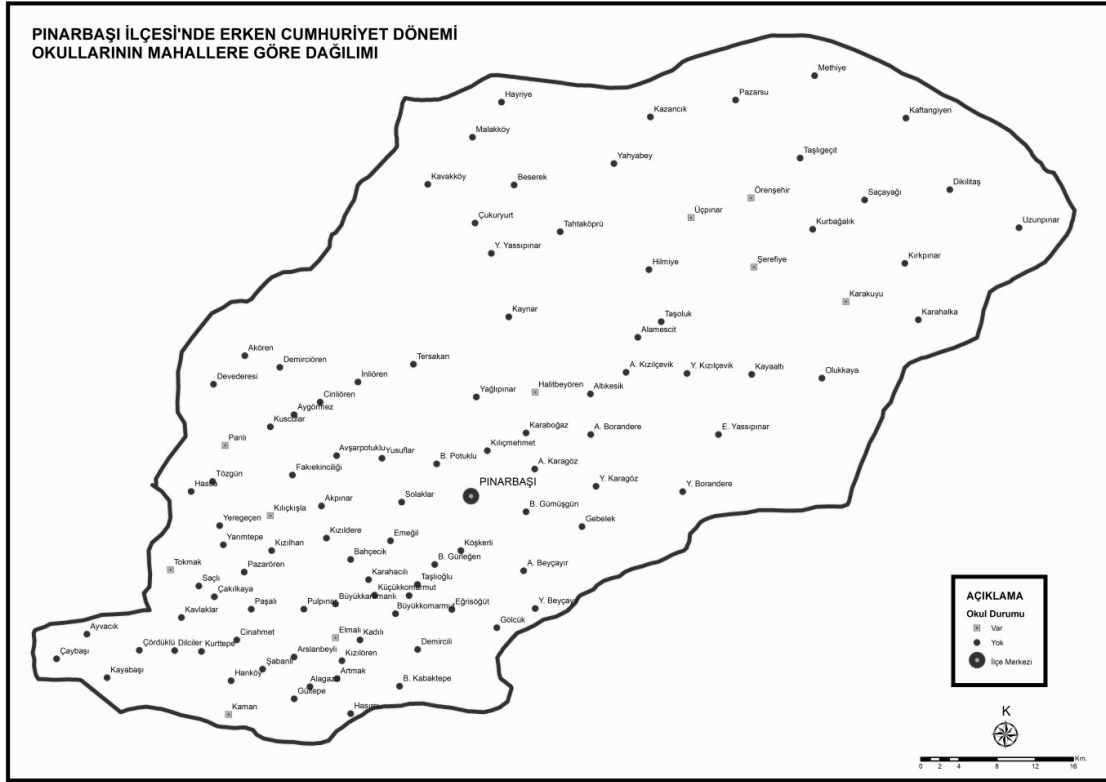 PINARBAŞI İLÇESİ'NDE ERKEN CUMHURİYET DÖNEMİ
OKULLARININ MAHALLERE GÖRE DAĞILIMI
Methiye
Hayriye
Pazarsu
Kazancık
Kaftangiyen
Malakköy
Taşlıgeçit
Yahyabey
Kavakköy
Beserek
Dikilitaş
Örenşehir
Saçayağı
Üçpınar
Çukuryurt
Tahtaköprü
Kurbağalık
Uzunpınar
Y. Yassıpınar
Hilmiye
Şerefiye
Kırkpınar
Karakuyu
Kaynar
Taşoluk
Karahalka
Alamescit
Akören
Demirciören
Tersakan
Devederesi
İnliören
A. Kızılçevik
Y. Kızılçevik
Kayaaltı
Olukkaya
Cinliören
Yağlıpınar
Halitbeyören
Altıkesik
Aygörmez
Kuscular
Karaboğaz
A. Borandere
E. Yassıpınar
Panlı
Avşarpotuklu
Yusuflar
Kılıçmehmet
B. Potuklu
A. Karagöz
Fakıekinciliği
Tözgün
Hassa
PINARBAŞI
Y. Karagöz
Y. Borandere
Akpınar
Solaklar
Kılıçkışla
B. Gümüşgün
Gebelek
Yeregeçen
Yarımtepe
Kızılhan
Kızıldere
Emeğil
Bahçecik
Köşkerli
B. Gürleğen
Tokmak
Pazarören
A. Beyçayır
Karahacılı
Taşlıoğlu
Saçlı
Çakılkaya
Küçükkomarmut
Kavlaklar
Paşalı
Pulpınar
Büyükkaramanlı
Büyükkomarmut
Eğrisöğüt
Gölcük
Ayvacık
Çaybaşı
Çördüklü
Dilciler
Kurttepe
Cinahmet
Elmalı
Kadılı
Demircili
Kayabaşı
Hanköy
Şabanlı
Arslanbeyli
Kızılören
Artmak
Gültepe
B. Kabaktepe
Kaman
AÇIKLAMA
Okul Durumu
Var
Yok
İlçe Merkezi
K
0 2 4 8 12 16
Km.